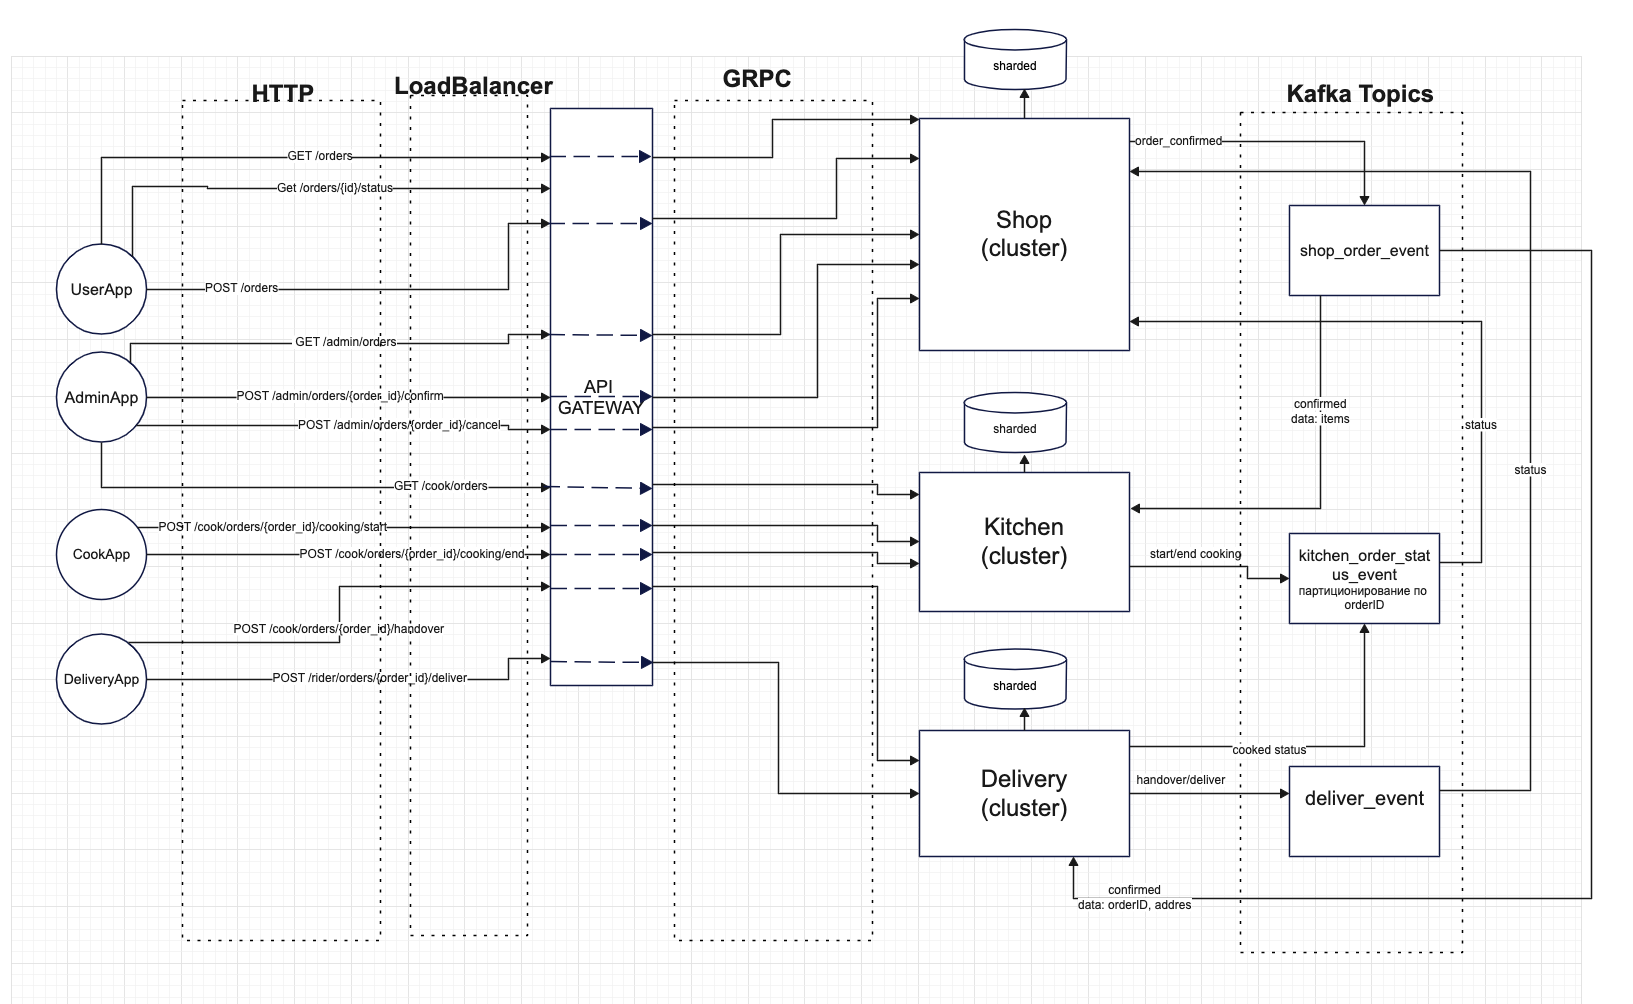 HTTP
LoadBalancer
GRPC
Kafka Topics
sharded
GET /orders
Get /orders/{id}/status
UserApp
POST /orders
GET /admin/orders
AdminApp
POST /admin/orders/{order_id}/confirm
POST /admin/orders/{order_id}/cancel
GET /cook/orders
CookApp
POST /cook/orders/{order_id}/cooking/start
POST /cook/orders/{order_id}/cooking/end
POST /cook/orders/{order_id}/handover
DeliveryApp
POST /rider/orders/{order_id}/deliver
API
GATEWAY
Shop
(cluster)
order_confirmed
shop_order_event
confirmed
data: items
status
status
sharded
Kitchen
(cluster)
start/end cooking
kitchen_order_stat
us_event
партиционирование по
orderID
sharded
Delivery
(cluster)
cooked status
handover/deliver
deliver_event
confirmed
data: orderID, addres